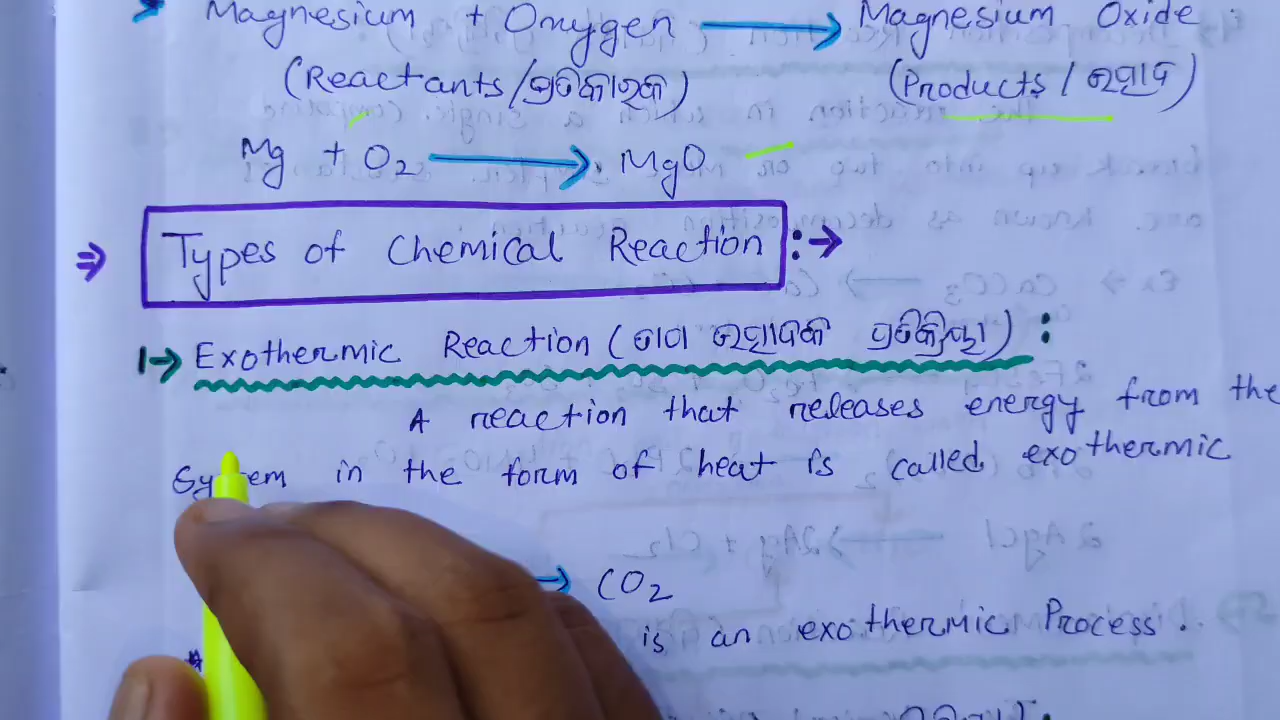 Magnesium + Oxygen → Magnesium Oxide
(Reactants/ପ୍ରତିକାରକ) (Products/ଉତ୍ପାଦ)
Mg + O₂ → MgO
⇒ Types of Chemical Reaction :→
1→ Exothermic Reaction (ତାପ ଉତ୍ପାଦକ ପ୍ରତିକ୍ରିୟା) :
A reaction that releases energy from the
in the form of heat is called exothermic
→ CO₂
is an exothermic Process.